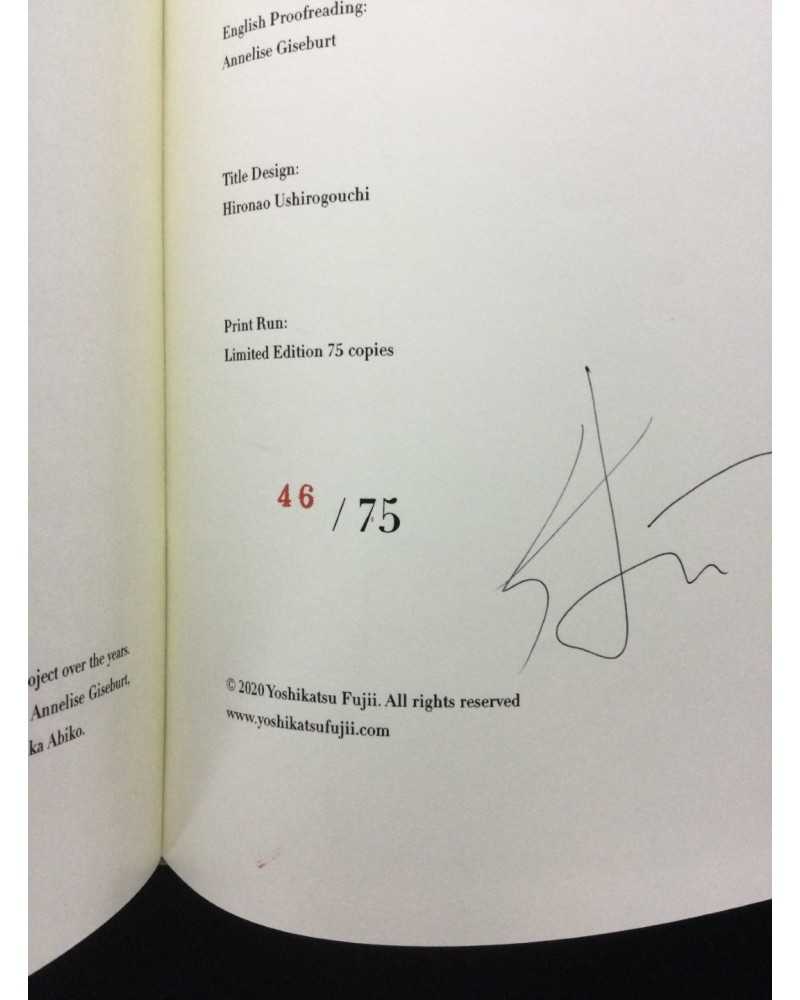 oject over the years.
Annelise Giseburt,
ka Abiko.
English Proofreading:
Annelise Giseburt
Title Design:
Hironao Ushirogouchi
Print Run:
Limited Edition 75 copies
46 / 75
© 2020 Yoshikatsu Fujii. All rights reserved
www.yoshikatsufujii.com